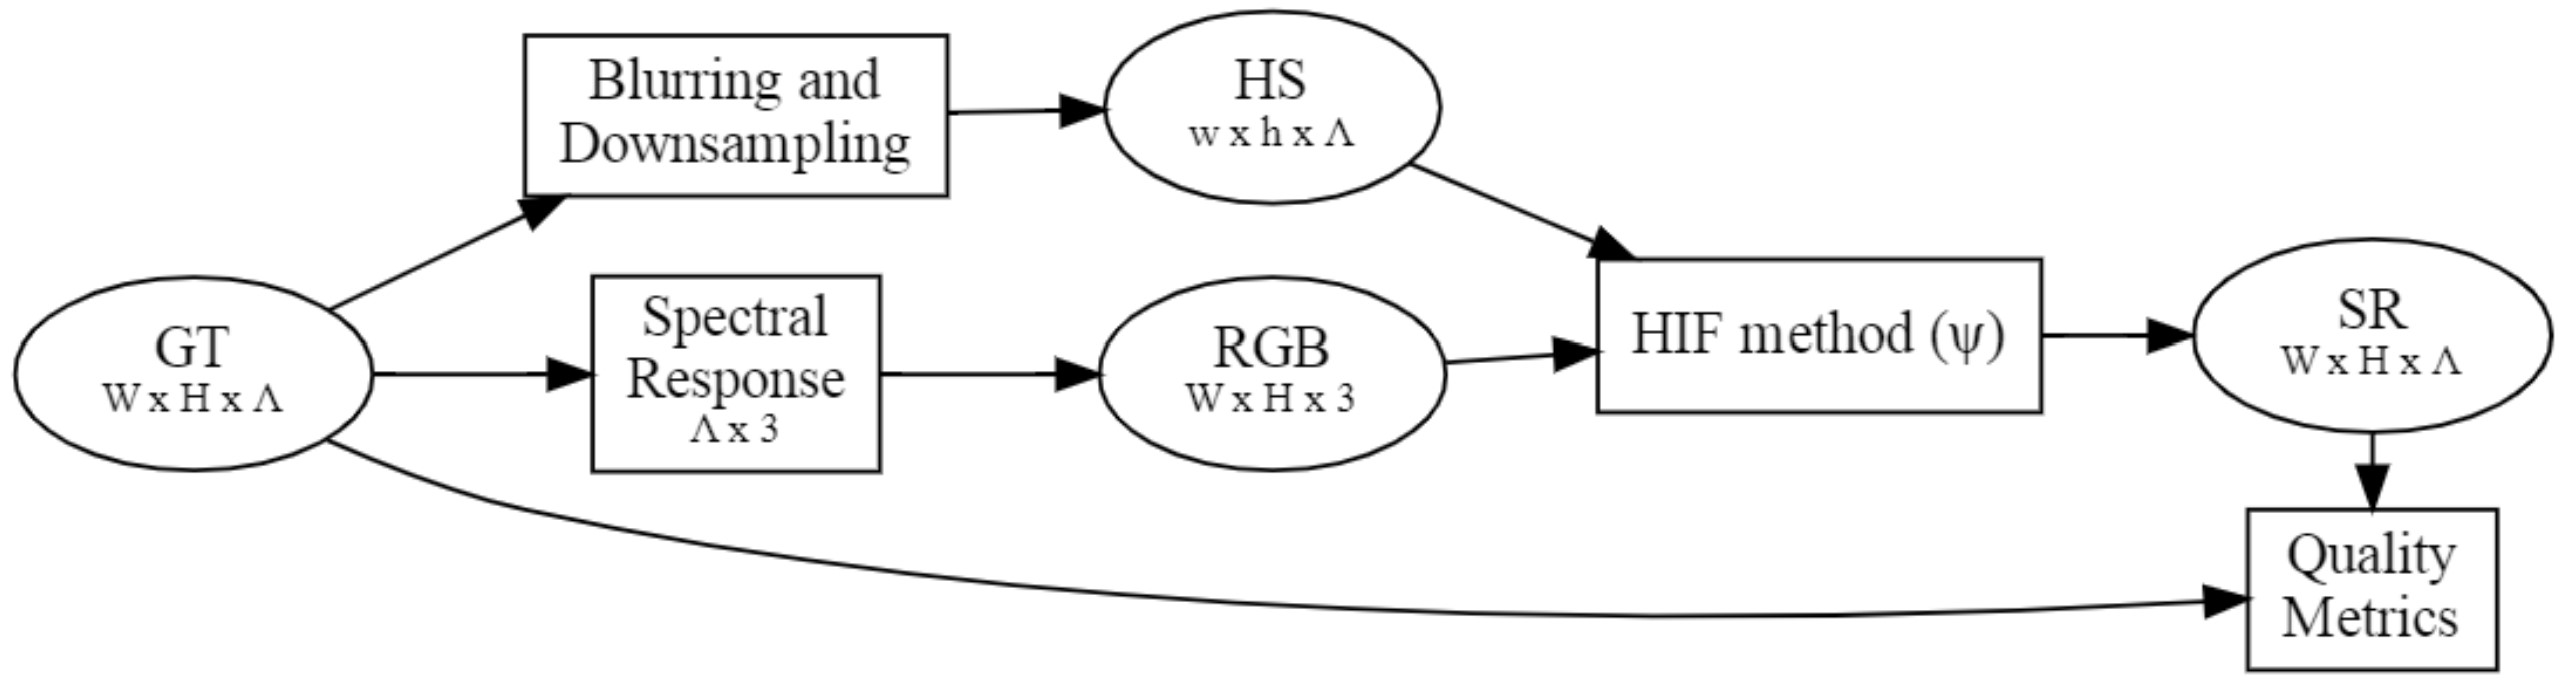 Blurring and
Downsampling
HS
w x h x Λ
GT
W x H x Λ
Spectral
Response
Λ x 3
RGB
W x H x 3
HIF method (ψ)
SR
W x H x Λ
Quality
Metrics